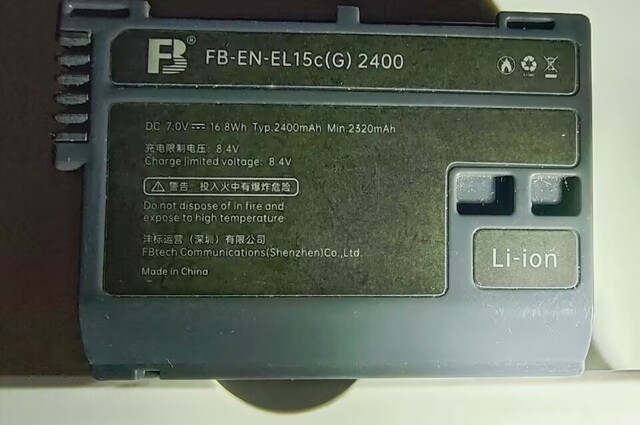 FB® FB-EN-EL15c(G) 2400
DC 7.0V⎓ 16.8Wh Typ.2400mAh Min:2320mAh
充电限制电压: 8.4V
Charge limited voltage: 8.4V
警告: 投入火中有爆炸危险
Do not dispose of in fire and
expose to high temperature
沣标运营（深圳）有限公司
FBtech Communications(Shenzhen)Co.,Ltd.
Made in China
Li-ion